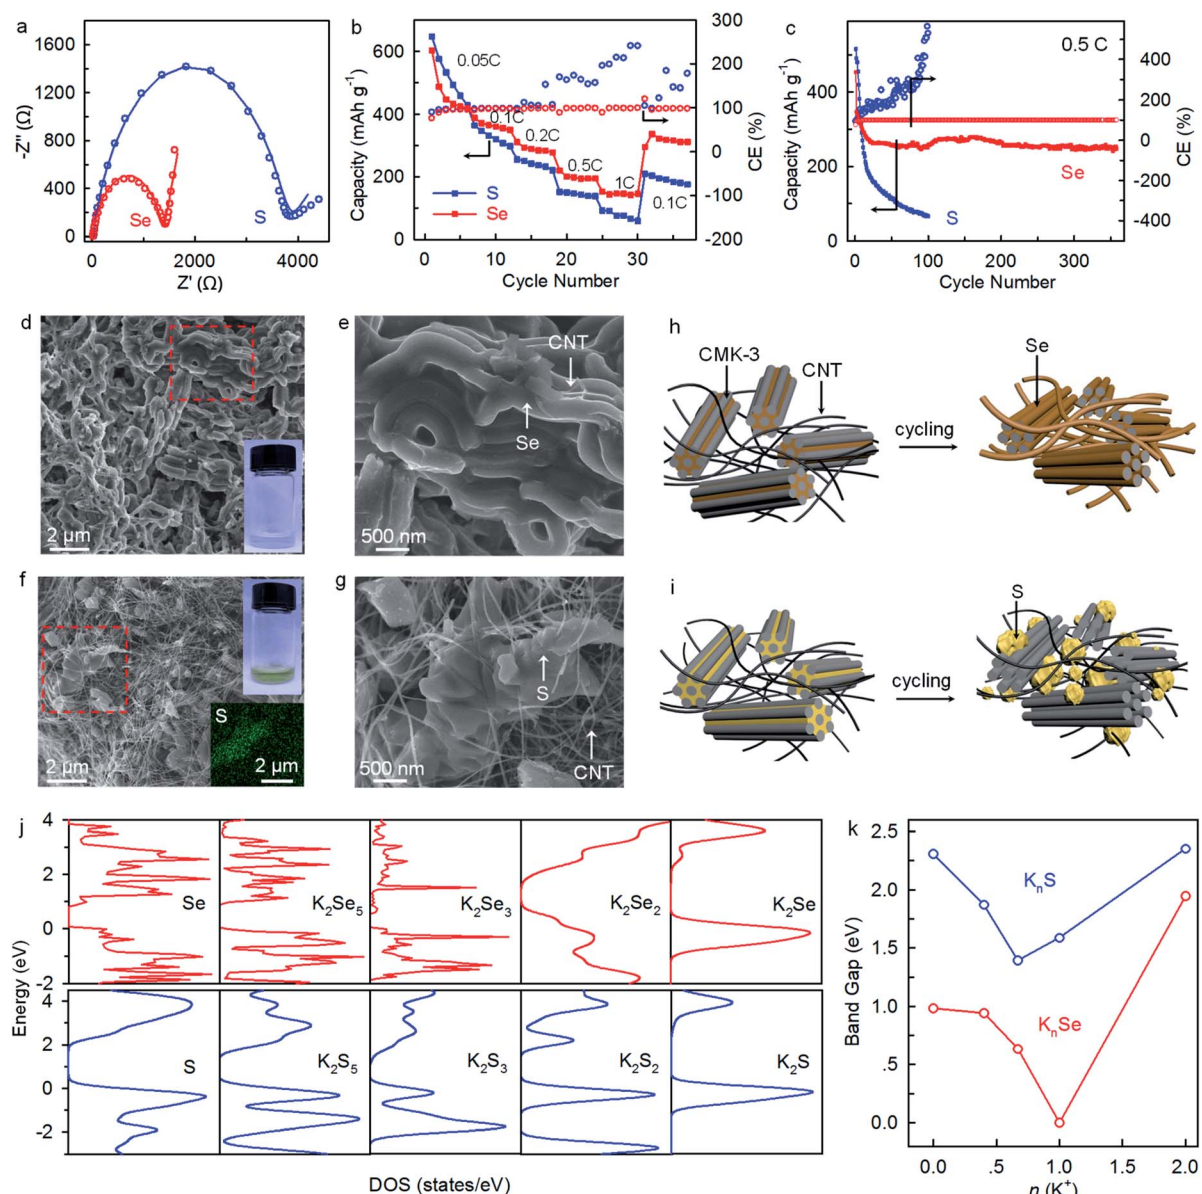 a
1600
1200
800
400
0
-Z″ (Ω)
0 2000 4000
Z' (Ω)
Se
S
b
600
400
200
0
Capacity (mAh g⁻¹)
0.05C
0.1C
0.2C
0.5C
1C
0.1C
S
Se
0 10 20 30
Cycle Number
300
200
100
0
-100
-200
CE (%)
c
0.5 C
400
300
200
100
0
Capacity (mAh g⁻¹)
Se
S
0 100 200 300
Cycle Number
400
200
0
-200
-400
CE (%)
d
2 μm
e
CNT
Se
500 nm
f
S
2 μm
2 μm
g
S
CNT
500 nm
h
CMK-3
CNT
cycling
Se
i
cycling
S
j
4
2
0
-2
Se
K₂Se₅
K₂Se₃
K₂Se₂
K₂Se
Energy (eV)
4
2
0
-2
S
K₂S₅
K₂S₃
K₂S₂
K₂S
DOS (states/eV)
k
2.5
2.0
1.5
1.0
.5
0.0
Band Gap (eV)
KₙS
KₙSe
0.0 .5 1.0 1.5 2.0
n (K⁺)